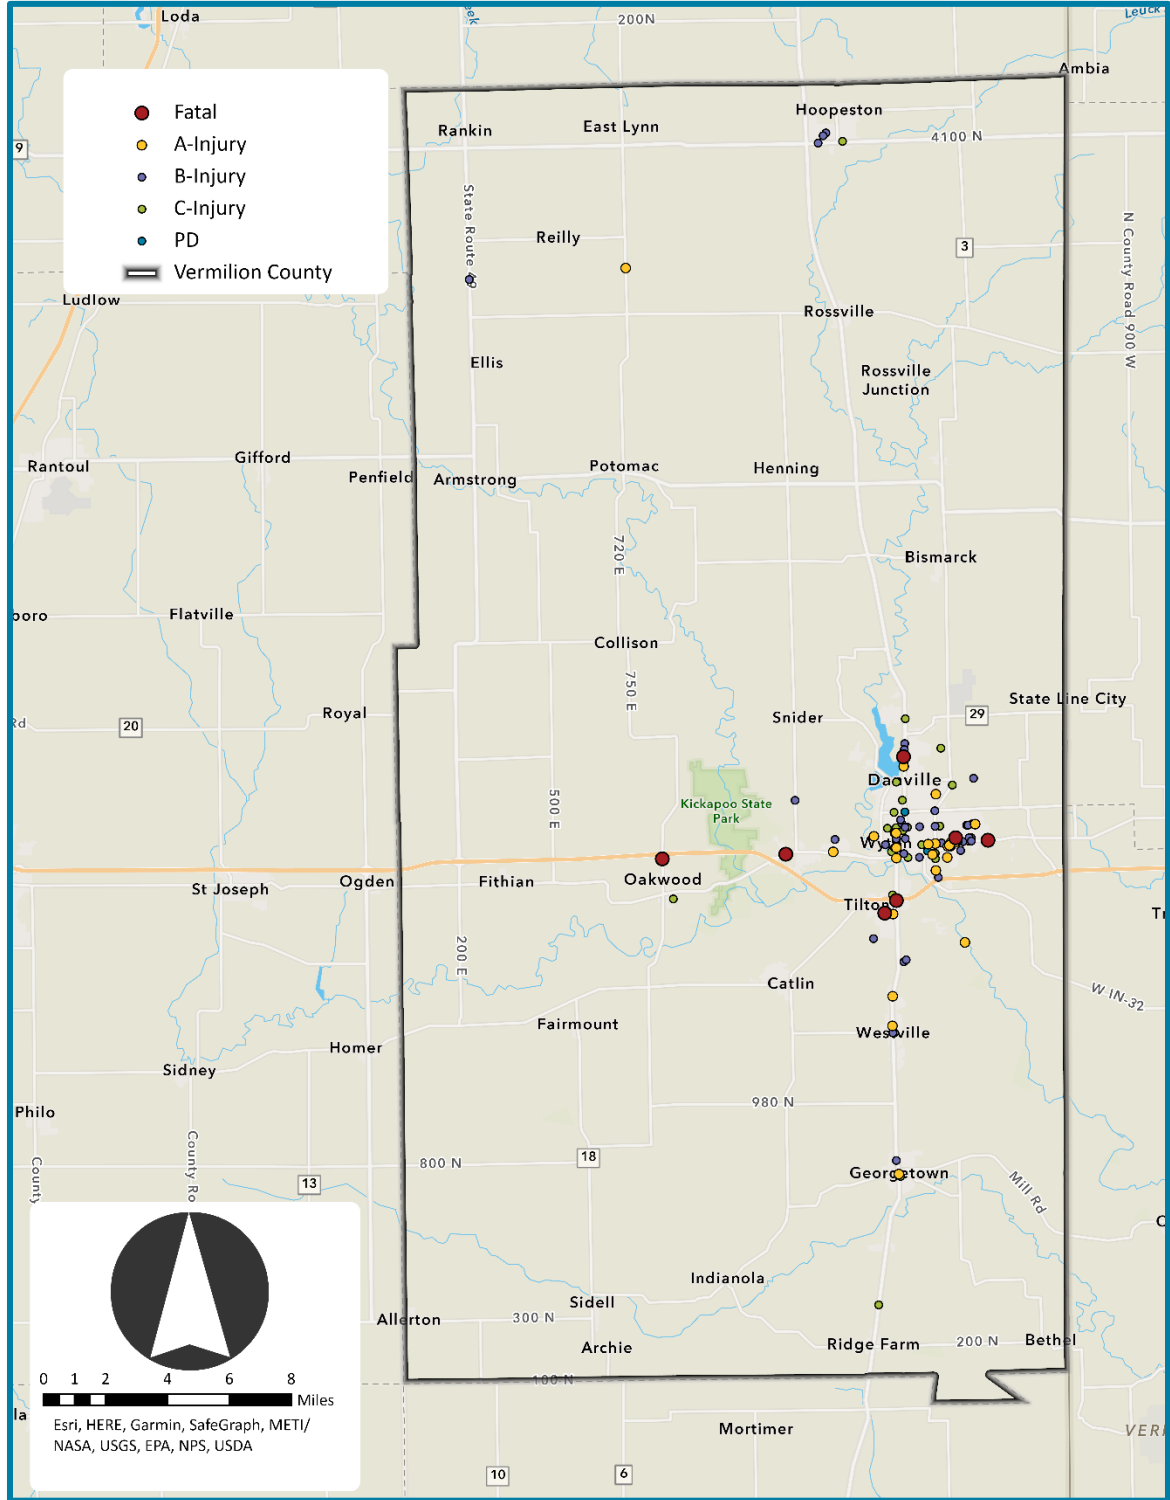 Loda
200N
Leuck
Ambia
Fatal
A-Injury
B-Injury
C-Injury
PD
Vermilion County
Hoopeston
Rankin
East Lynn
4100 N
9
State Route 49
Reilly
3
N County Road 900 W
Ludlow
Rossville
Ellis
Rossville
Junction
Rantoul
Gifford
Penfield
Armstrong
Potomac
Henning
720 E
Bismarck
boro
Flatville
Collison
750 E
State Line City
Royal
Snider
29
Rd
20
Danville
500 E
Kickapoo State
Park
St Joseph
Ogden
Fithian
Oakwood
Tilton
200 E
Catlin
W IN-32
Fairmount
Westville
Homer
Sidney
980 N
Philo
County
County Ro
800 N
18
13
Georgetown
Mill Rd
Indianola
Sidell
Allerton
300 N
Archie
Ridge Farm
200 N
Bethel
100 N
0 1 2 4 6 8
Miles
Esri, HERE, Garmin, SafeGraph, METI/
NASA, USGS, EPA, NPS, USDA
la
Mortimer
VER
10
6